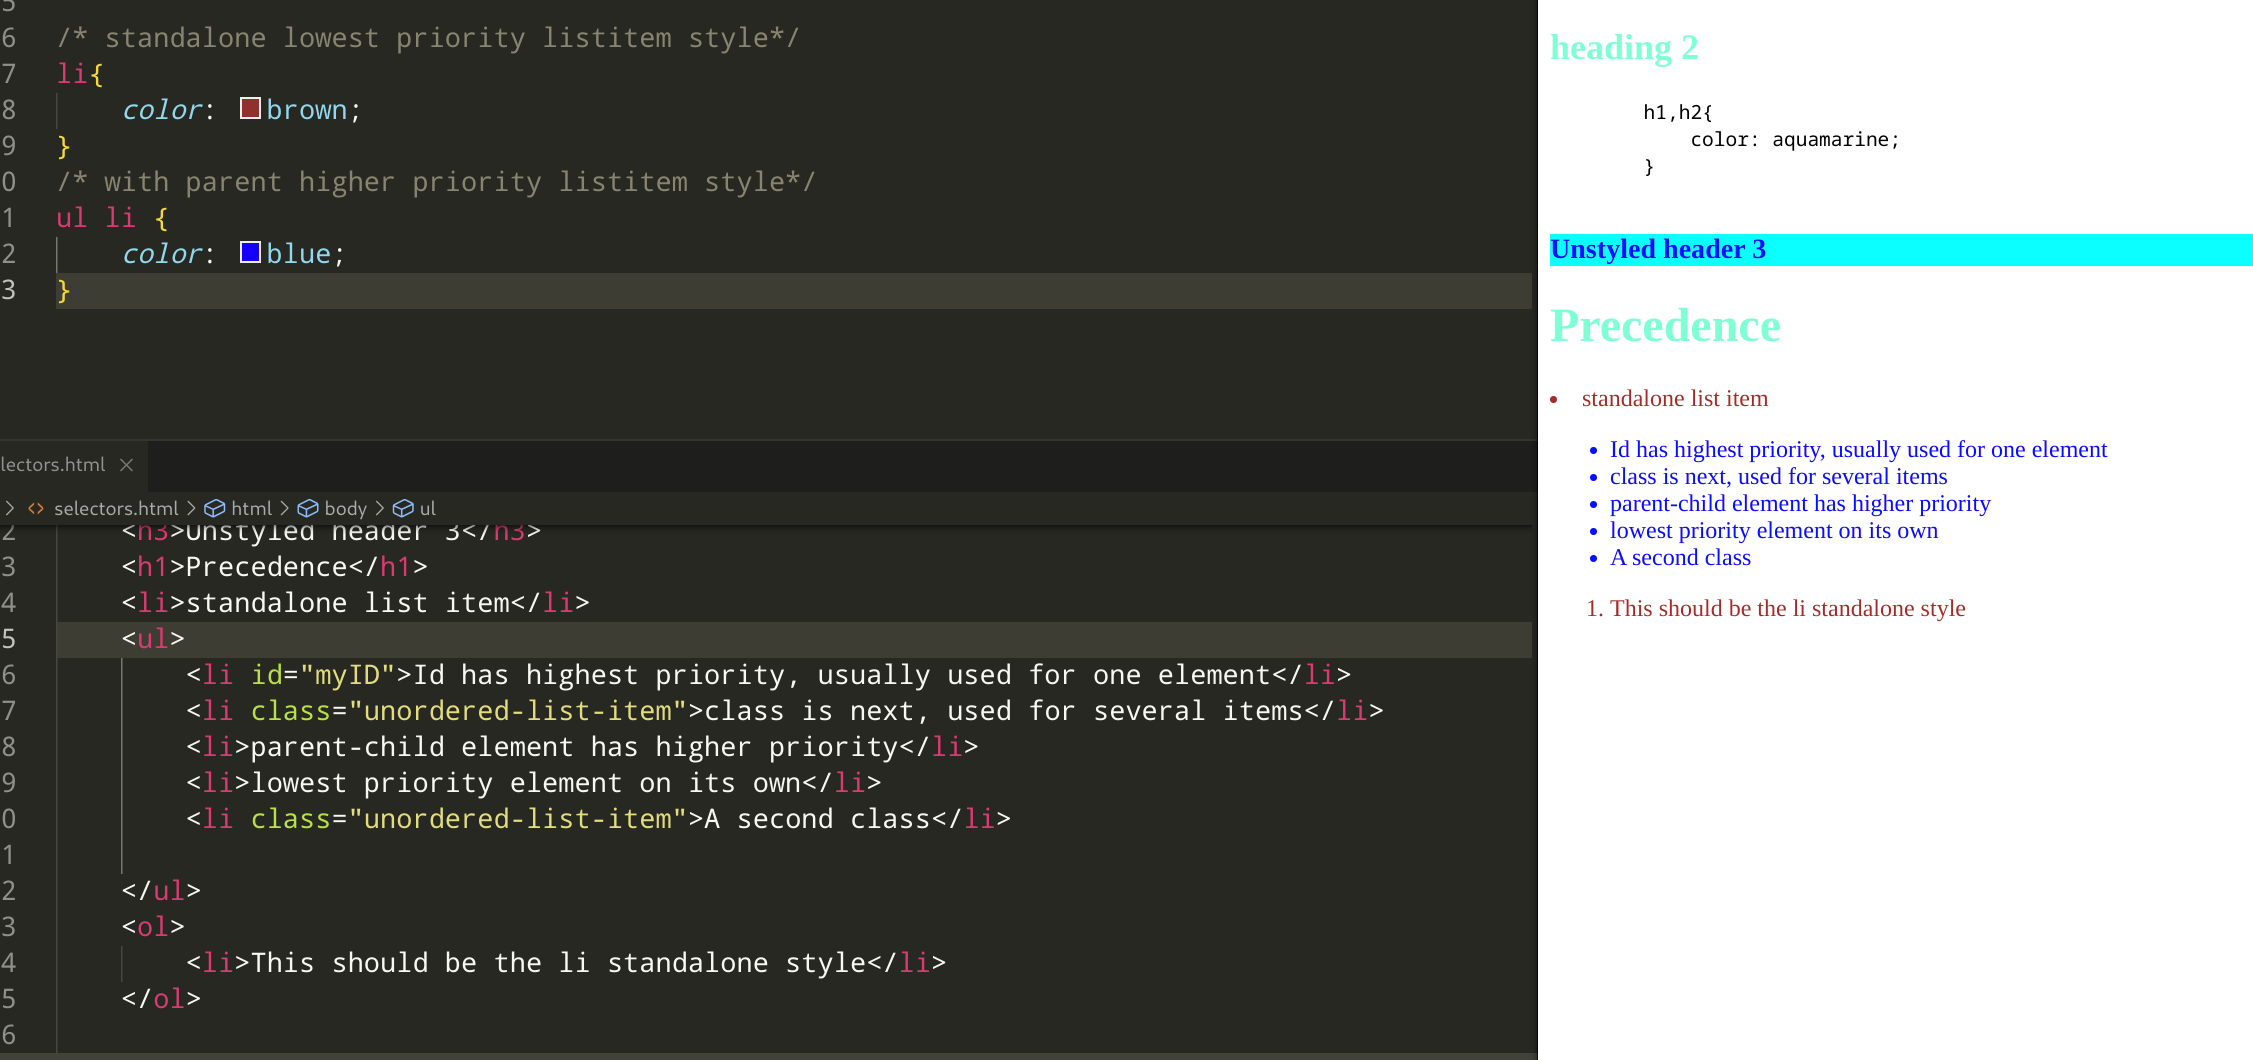 5
6 /* standalone lowest priority listitem style*/
7 li{
8 color: brown;
9 }
0 /* with parent higher priority listitem style*/
1 ul li {
2 color: blue;
3 }
lectors.html ×
> <> selectors.html > html > body > ul
2 <h3>Unstyled header 3</h3>
3 <h1>Precedence</h1>
4 <li>standalone list item</li>
5 <ul>
6 <li id="myID">Id has highest priority, usually used for one element</li>
7 <li class="unordered-list-item">class is next, used for several items</li>
8 <li>parent-child element has higher priority</li>
9 <li>lowest priority element on its own</li>
0 <li class="unordered-list-item">A second class</li>
1
2 </ul>
3 <ol>
4 <li>This should be the li standalone style</li>
5 </ol>
6
heading 2
h1,h2{
color: aquamarine;
}
Unstyled header 3
Precedence
• standalone list item
• Id has highest priority, usually used for one element
• class is next, used for several items
• parent-child element has higher priority
• lowest priority element on its own
• A second class
1. This should be the li standalone style